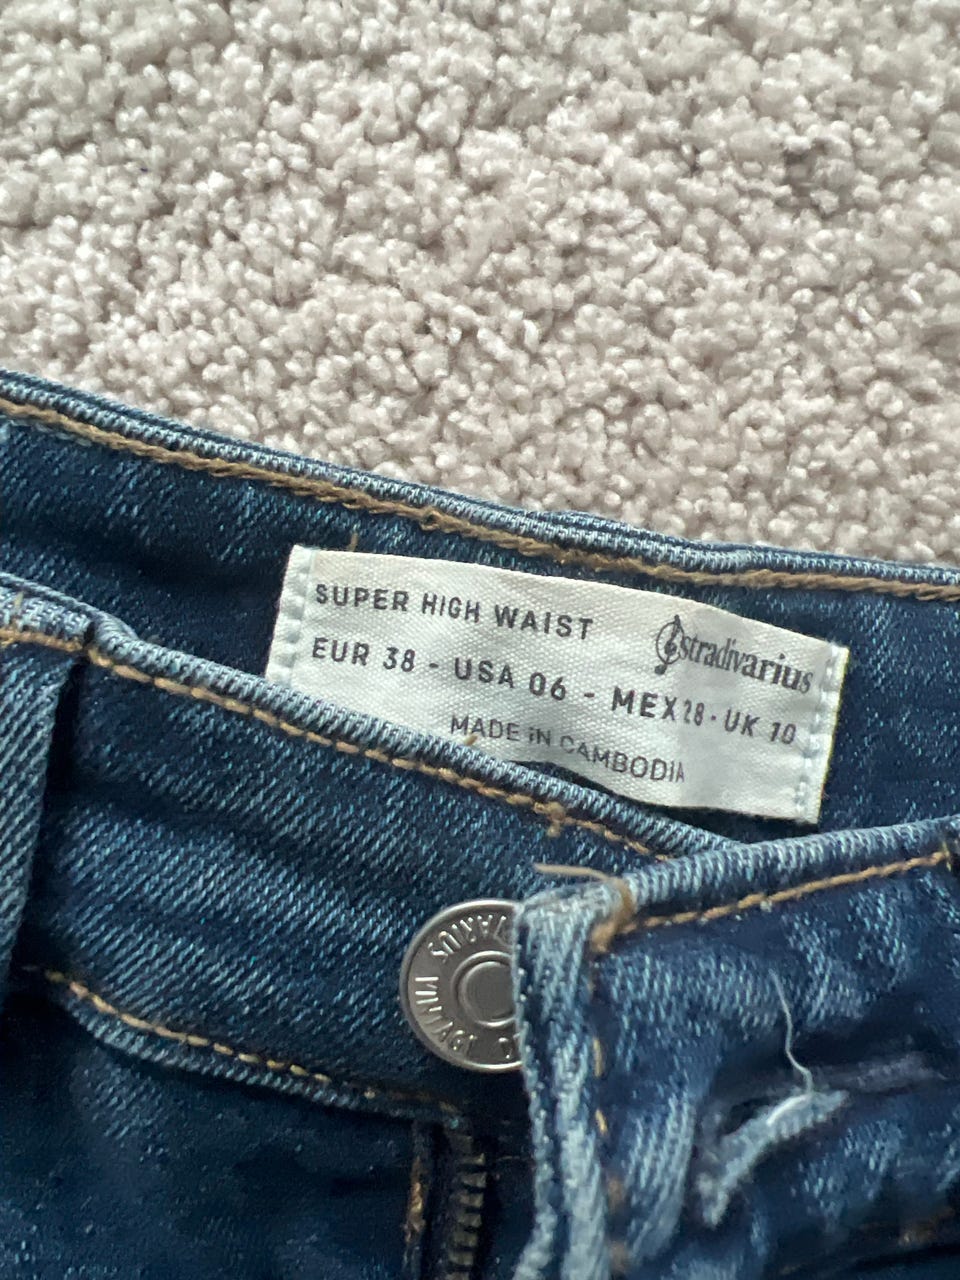 SUPER HIGH WAIST
stradivarius
EUR 38 - USA 06 - MEX 28 - UK 10
MADE iN CAMBODIA